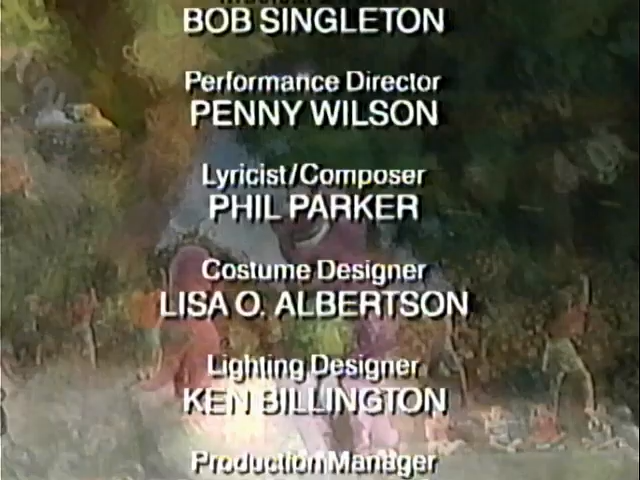 BOB SINGLETON
Performance Director
PENNY WILSON
Lyricist/Composer
PHIL PARKER
Costume Designer
LISA O. ALBERTSON
Lighting Designer
KEN BILLINGTON
Production Manager